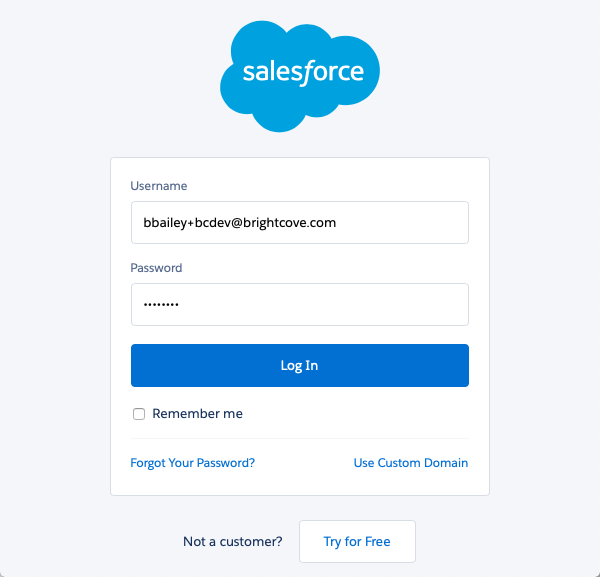 salesforce
Username
bbailey+bcdev@brightcove.com
Password
••••••••
Log In
Remember me
Forgot Your Password? Use Custom Domain
Not a customer? Try for Free